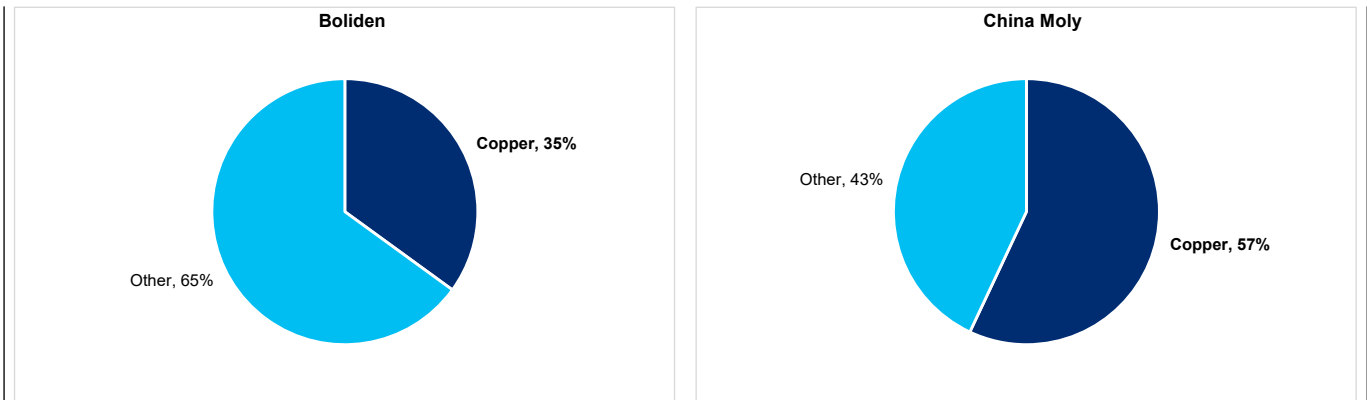 Boliden
Copper, 35%
Other, 65%
China Moly
Other, 43%
Copper, 57%